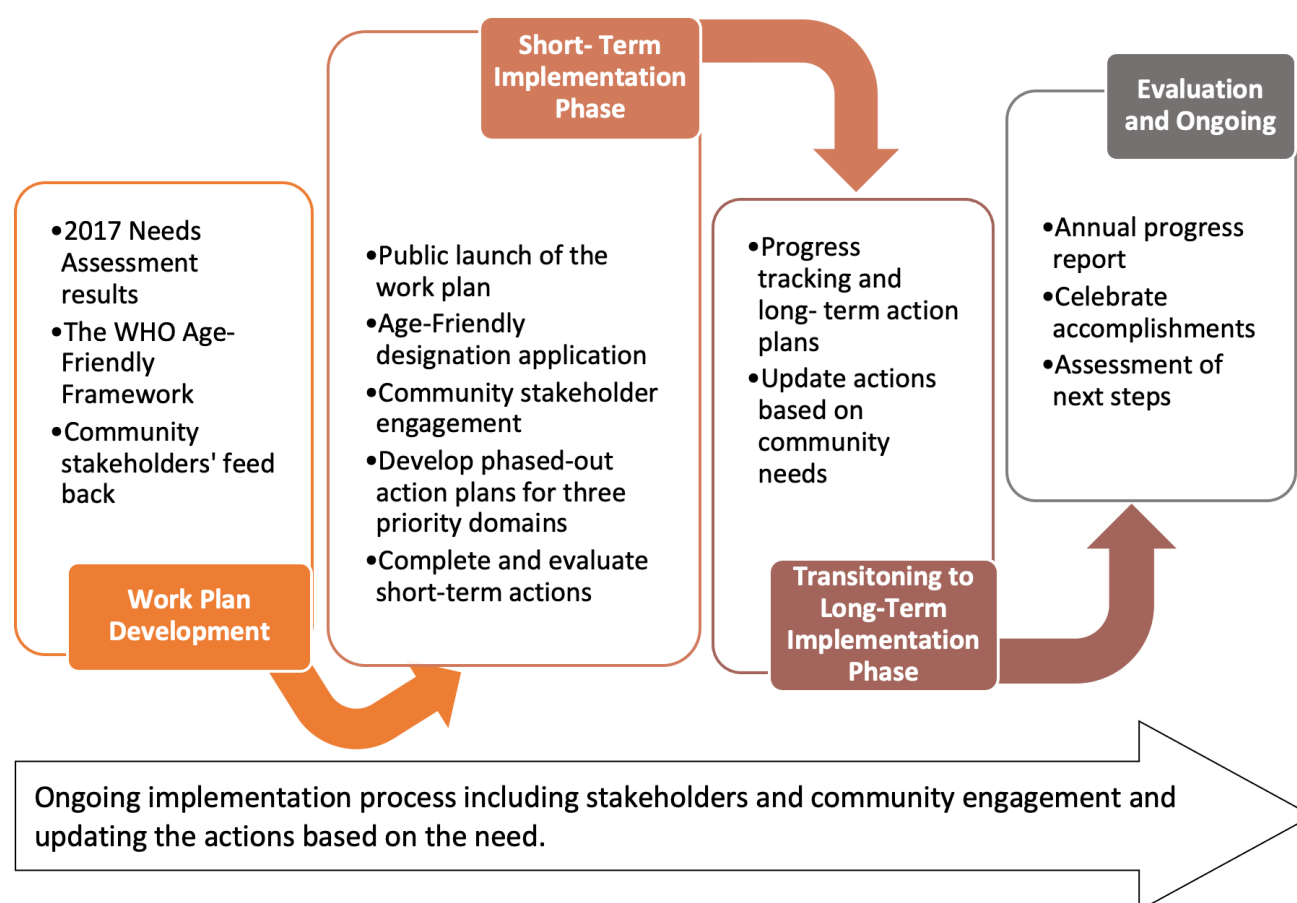 •2017 Needs
Assessment
results
•The WHO Age-
Friendly
Framework
•Community
stakeholders' feed
back
Work Plan
Development
Short- Term
Implementation
Phase
•Public launch of the
work plan
•Age-Friendly
designation application
•Community stakeholder
engagement
•Develop phased-out
action plans for three
priority domains
•Complete and evaluate
short-term actions
•Progress
tracking and
long- term action
plans
•Update actions
based on
community
needs
Transitoning to
Long-Term
Implementation
Phase
Evaluation
and Ongoing
•Annual progress
report
•Celebrate
accomplishments
•Assessment of
next steps
Ongoing implementation process including stakeholders and community engagement and
updating the actions based on the need.